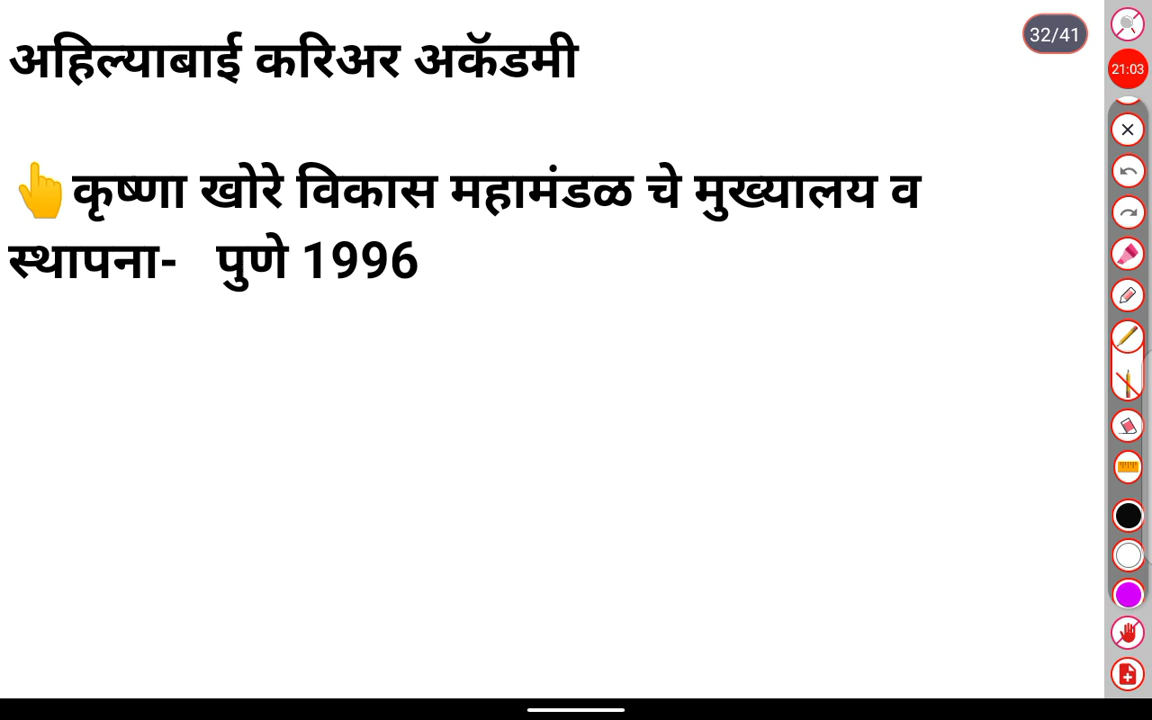 अहिल्याबाई करिअर अकॅडमी
32/41
21:03
👆कृष्णा खोरे विकास महामंडळ चे मुख्यालय व
स्थापना- पुणे 1996